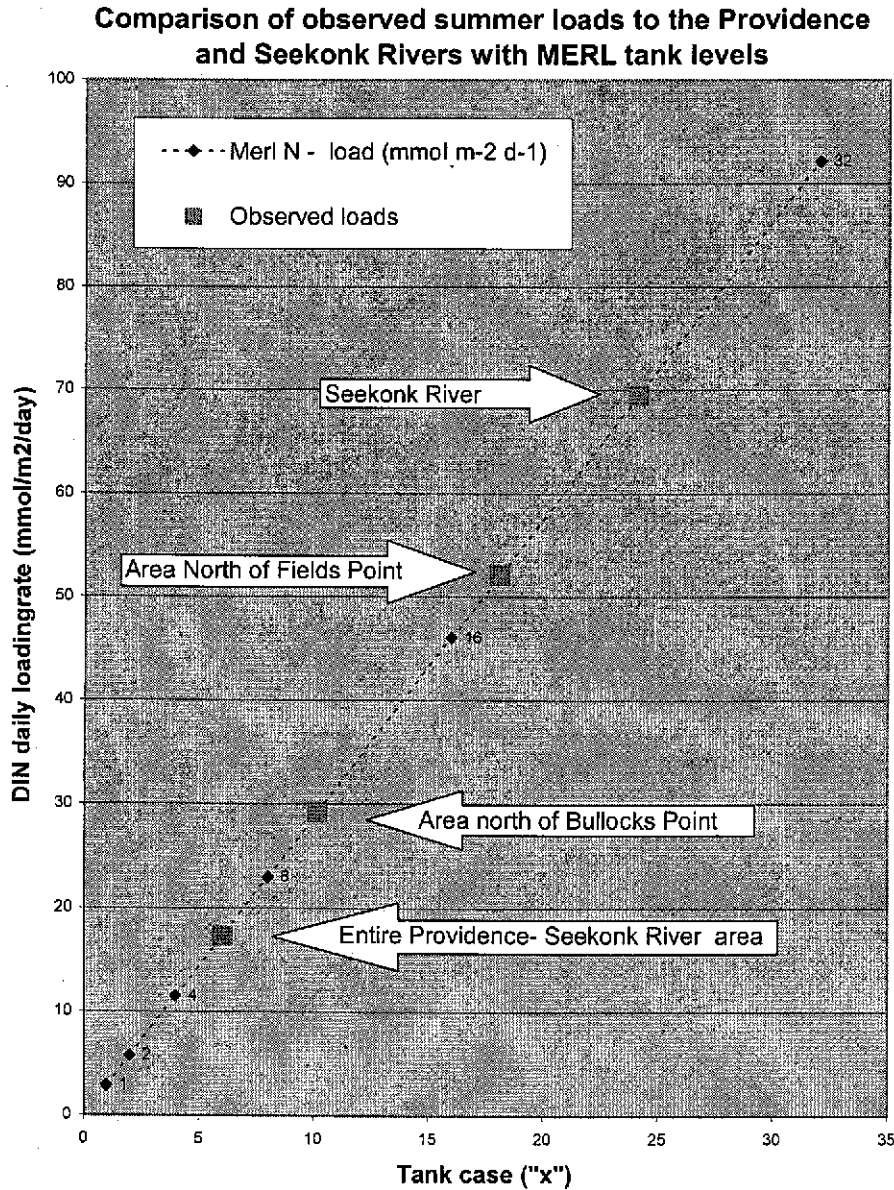 Comparison of observed summer loads to the Providence
and Seekonk Rivers with MERL tank levels
100
90
80
70
60
50
40
30
20
10
0
DIN daily loadingrate (mmol/m2/day)
Merl N - load (mmol m-2 d-1)
Observed loads
32
Seekonk River
Area North of Fields Point
16
Area north of Bullocks Point
8
Entire Providence- Seekonk River area
4
2
1
0 5 10 15 20 25 30 35
Tank case ("x")